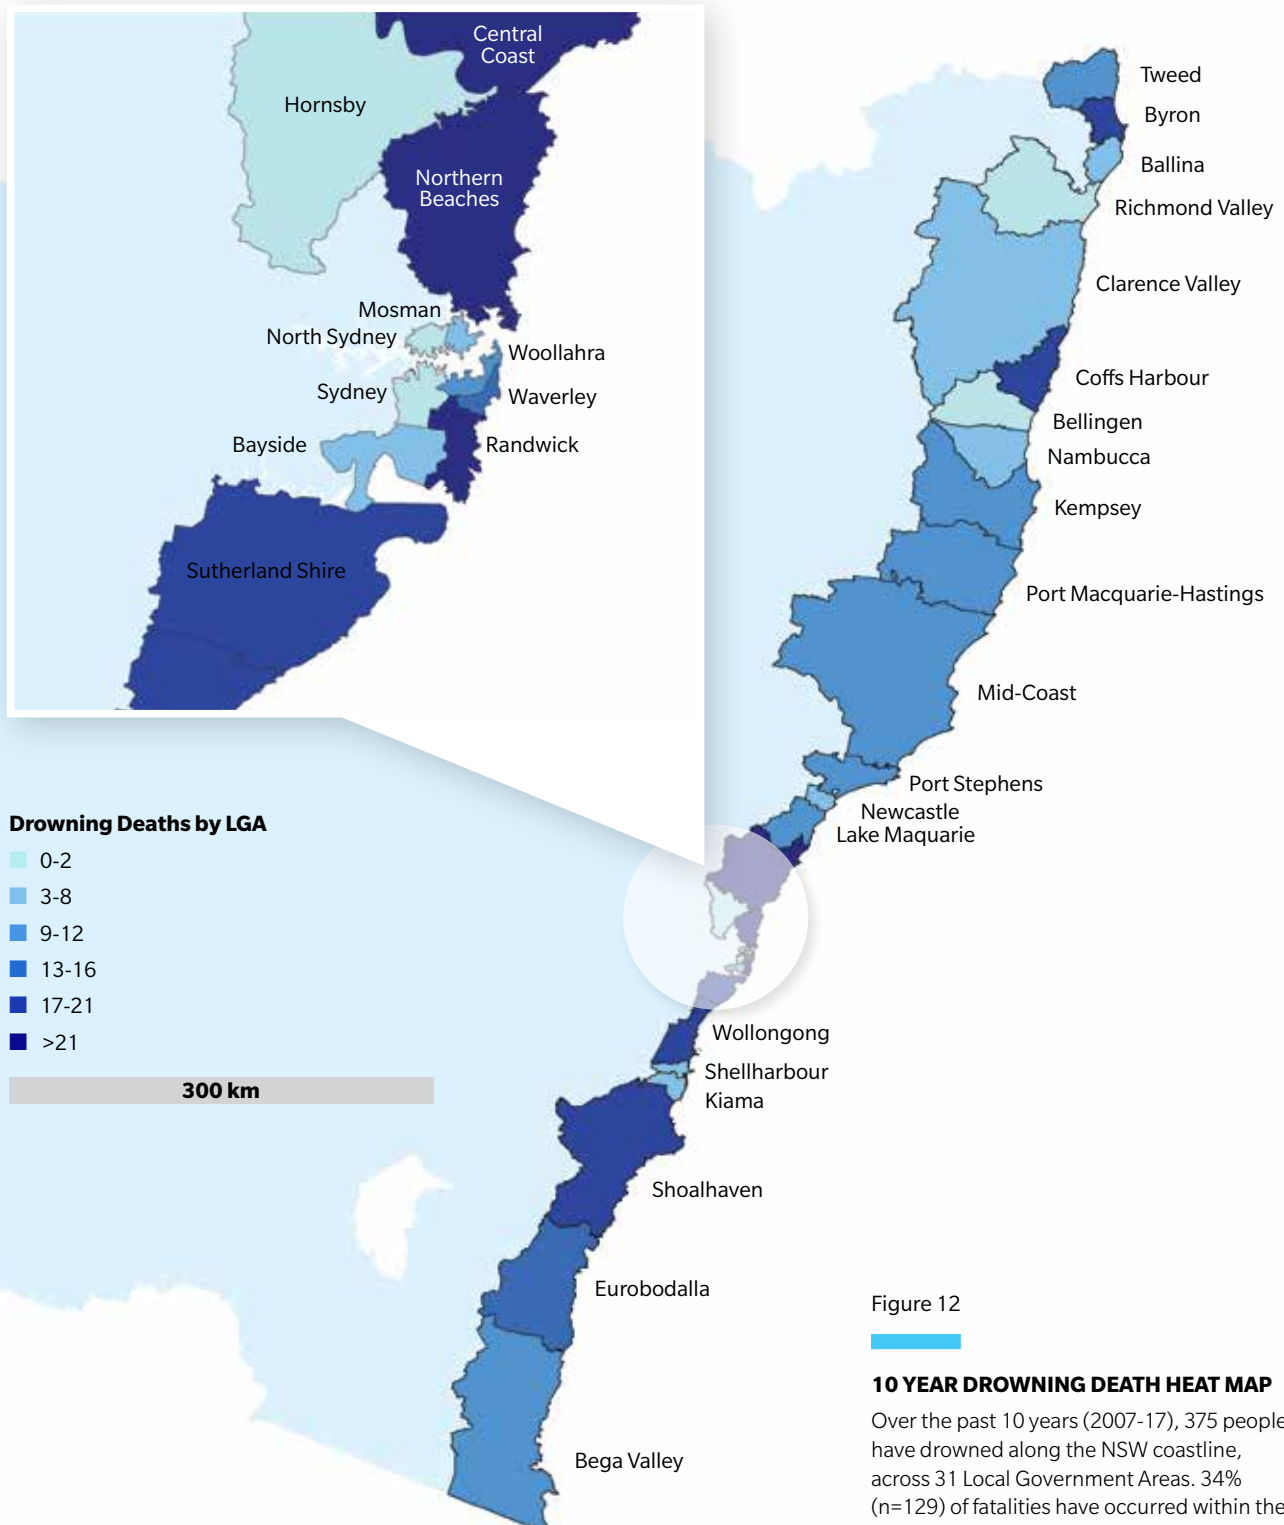 Central
Coast
Hornsby
Northern
Beaches
Mosman
North Sydney
Woollahra
Sydney
Waverley
Bayside
Randwick
Sutherland Shire
Tweed
Byron
Ballina
Richmond Valley
Clarence Valley
Coffs Harbour
Bellingen
Nambucca
Kempsey
Port Macquarie-Hastings
Mid-Coast
Port Stephens
Newcastle
Lake Maquarie
Wollongong
Shellharbour
Kiama
Shoalhaven
Eurobodalla
Bega Valley
Drowning Deaths by LGA
0-2
3-8
9-12
13-16
17-21
>21
300 km
Figure 12
10 YEAR DROWNING DEATH HEAT MAP
Over the past 10 years (2007-17), 375 people
have drowned along the NSW coastline,
across 31 Local Government Areas. 34%
(n=129) of fatalities have occurred within the